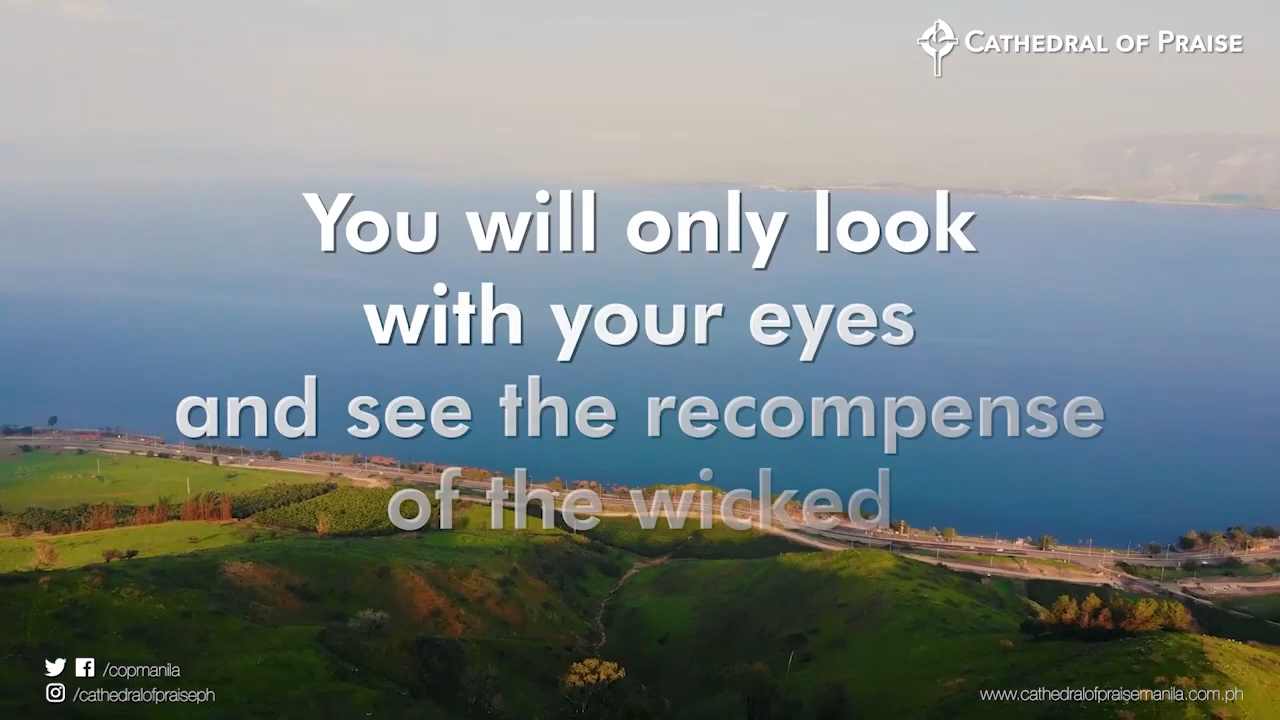 CATHEDRAL OF PRAISE
You will only look
with your eyes
and see the recompense
of the wicked
/copmanila
/cathedralofpraiseph
www.cathedralofpraisemanila.com.ph